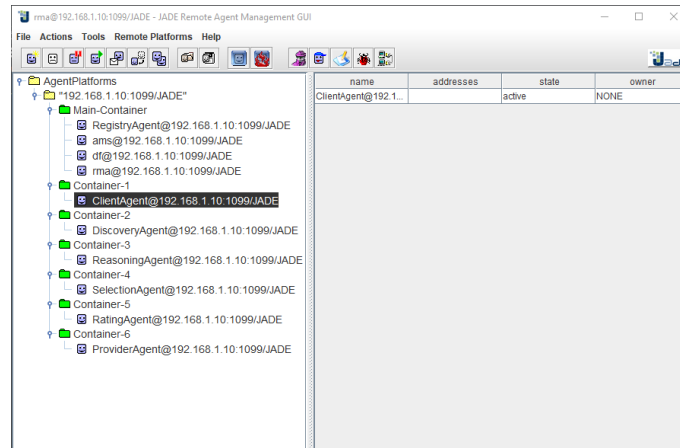 rma@192.168.1.10:1099/JADE - JADE Remote Agent Management GUI
File Actions Tools Remote Platforms Help
AgentPlatforms
"192.168.1.10:1099/JADE"
Main-Container
RegistryAgent@192.168.1.10:1099/JADE
ams@192.168.1.10:1099/JADE
df@192.168.1.10:1099/JADE
rma@192.168.1.10:1099/JADE
Container-1
ClientAgent@192.168.1.10:1099/JADE
Container-2
DiscoveryAgent@192.168.1.10:1099/JADE
Container-3
ReasoningAgent@192.168.1.10:1099/JADE
Container-4
SelectionAgent@192.168.1.10:1099/JADE
Container-5
RatingAgent@192.168.1.10:1099/JADE
Container-6
ProviderAgent@192.168.1.10:1099/JADE
name addresses state owner
ClientAgent@192.1... active NONE